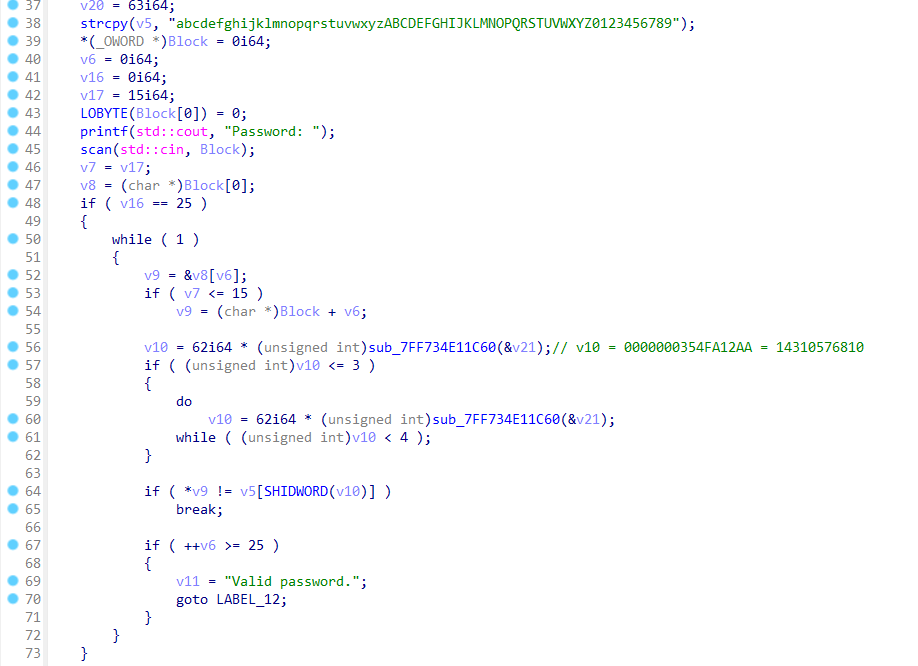 37 v20 = 63i64;
38 strcpy(v5, "abcdefghijklmnopqrstuvwxyzABCDEFGHIJKLMNOPQRSTUVWXYZ0123456789");
39 *(_OWORD *)Block = 0i64;
40 v6 = 0i64;
41 v16 = 0i64;
42 v17 = 15i64;
43 LOBYTE(Block[0]) = 0;
44 printf(std::cout, "Password: ");
45 scan(std::cin, Block);
46 v7 = v17;
47 v8 = (char *)Block[0];
48 if ( v16 == 25 )
49 {
50 while ( 1 )
51 {
52 v9 = &v8[v6];
53 if ( v7 <= 15 )
54 v9 = (char *)Block + v6;
55
56 v10 = 62i64 * (unsigned int)sub_7FF734E11C60(&v21);// v10 = 0000000354FA12AA = 14310576810
57 if ( (unsigned int)v10 <= 3 )
58 {
59 do
60 v10 = 62i64 * (unsigned int)sub_7FF734E11C60(&v21);
61 while ( (unsigned int)v10 < 4 );
62 }
63
64 if ( *v9 != v5[SHIDWORD(v10)] )
65 break;
66
67 if ( ++v6 >= 25 )
68 {
69 v11 = "Valid password.";
70 goto LABEL_12;
71 }
72 }
73 }